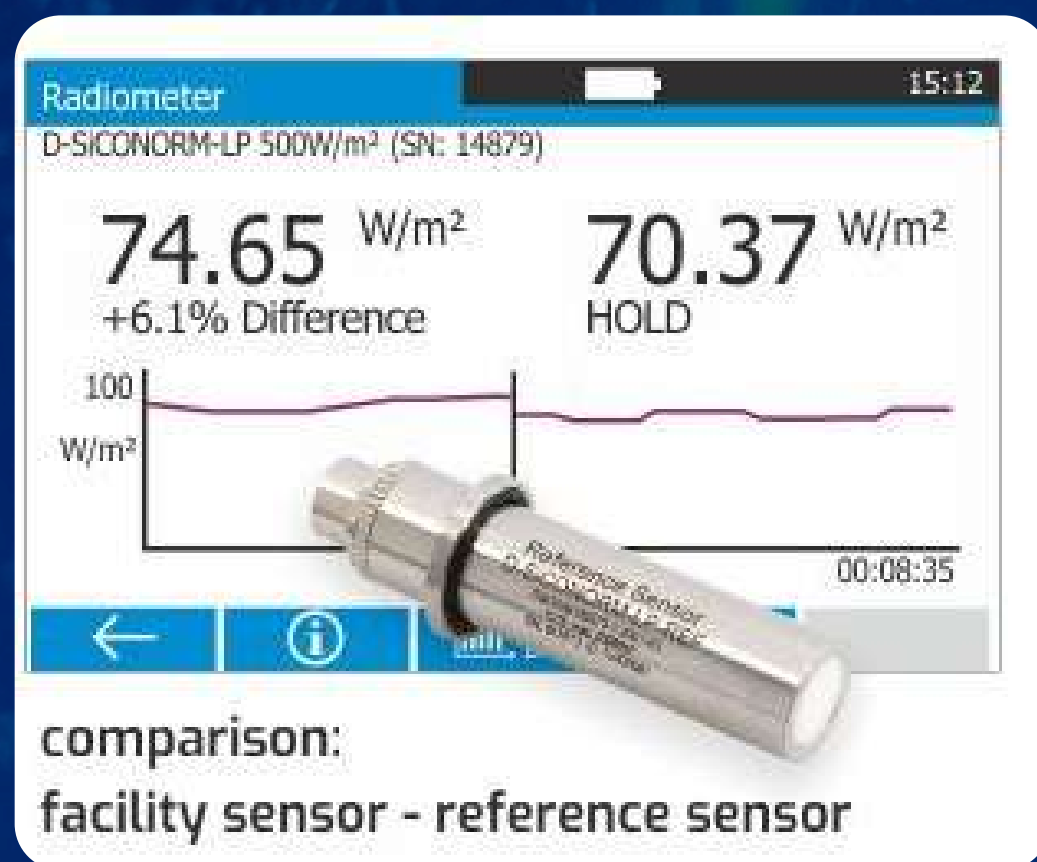 Radiometer
15:12
D-SiCONORM-LP 500W/m² (SN: 14879)
74.65 W/m²
70.37 W/m²
+6.1% Difference
HOLD
100
W/m²
00:08:35
Reference Sensor
comparison:
facility sensor - reference sensor